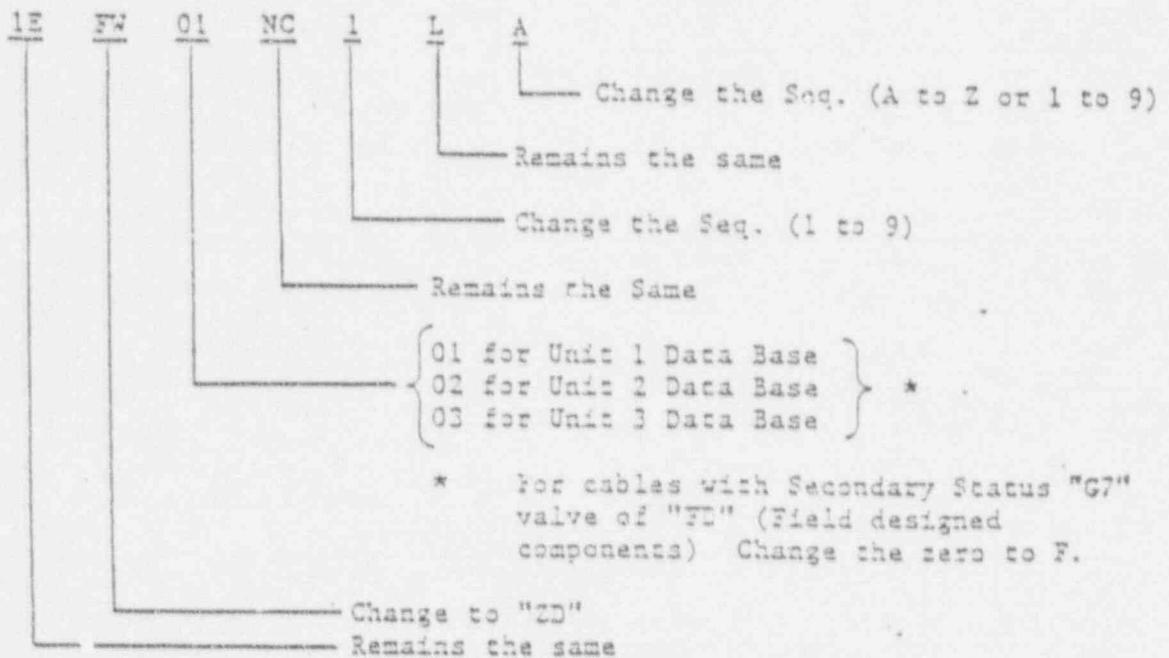 1E FW 01 NC 1 L A
Change the Seq. (A to Z or 1 to 9)
Remains the same
Change the Seq. (1 to 9)
Remains the Same
01 for Unit 1 Data Base
02 for Unit 2 Data Base *
03 for Unit 3 Data Base
* For cables with Secondary Status "G7"
valve of "FD" (Field designed
components) Change the zero to F.
Change to "ZD"
Remains the same